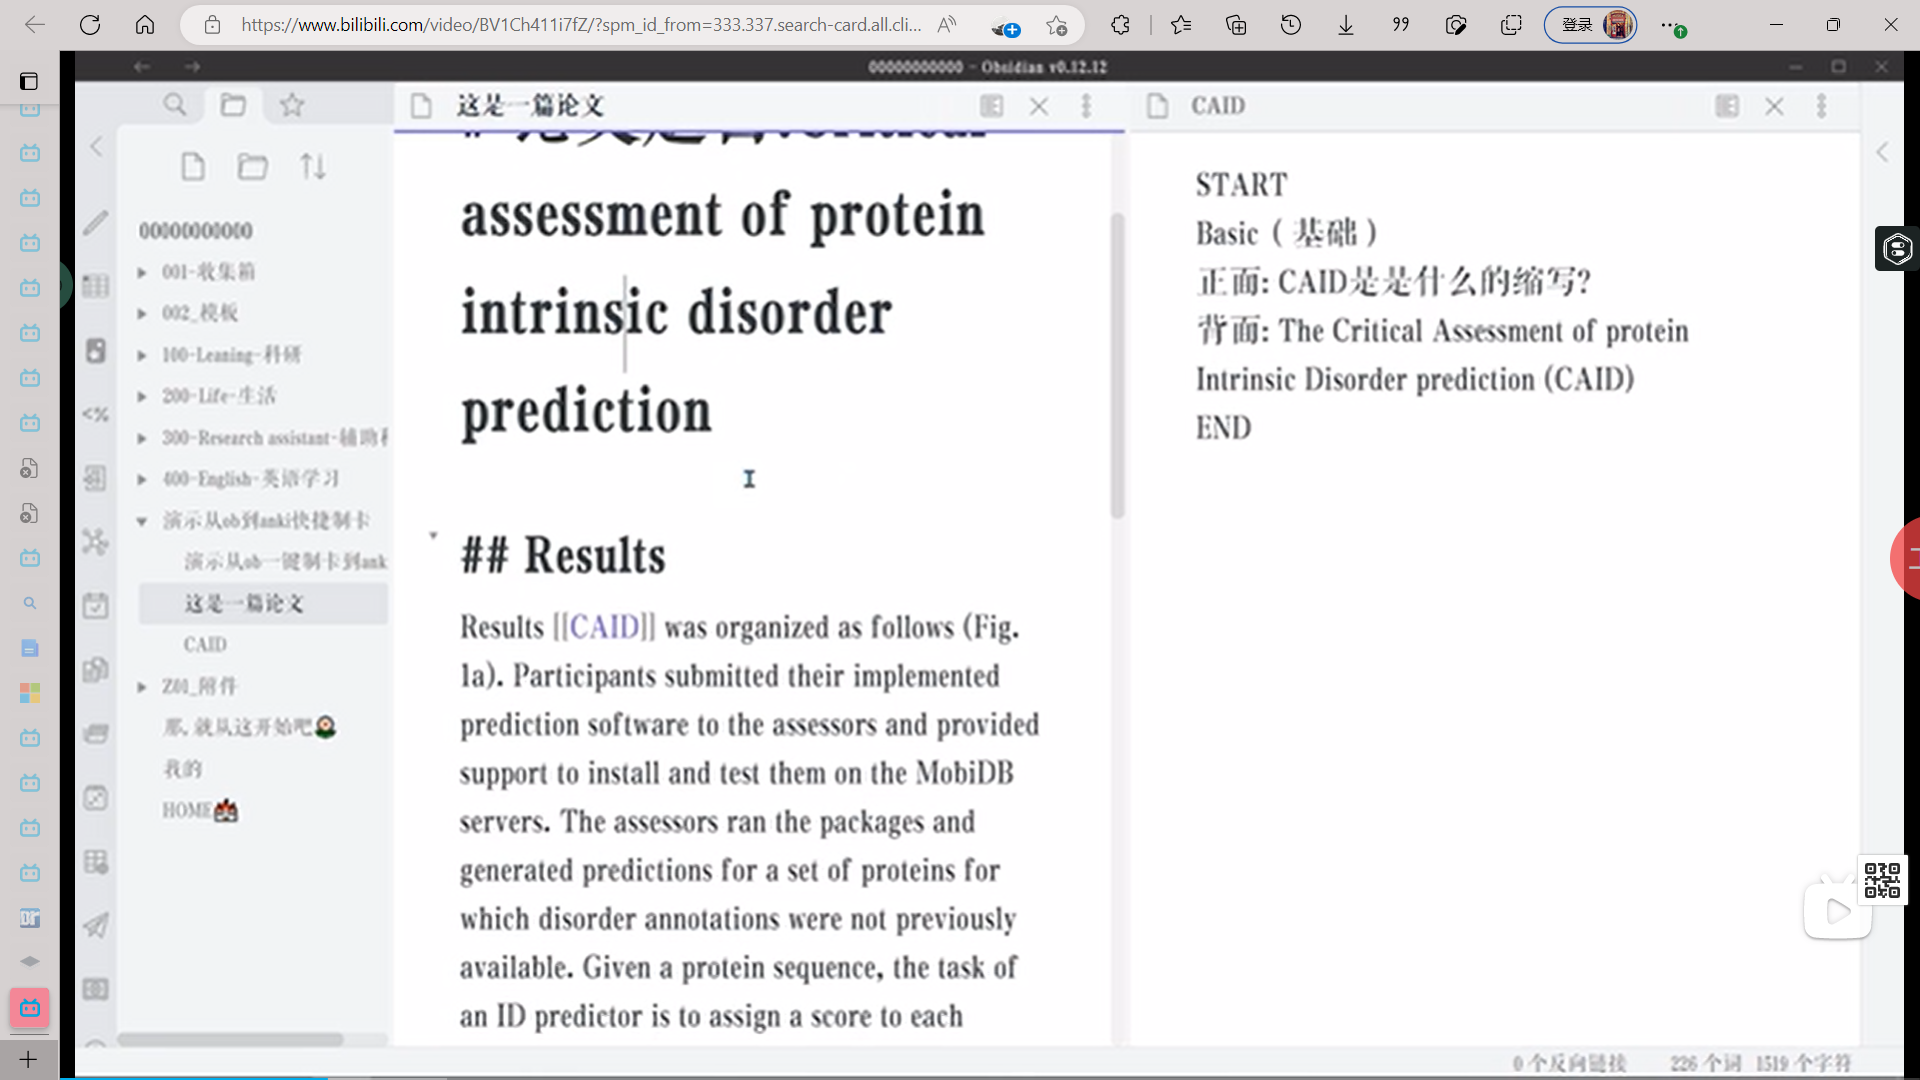 https://www.bilibili.com/video/BV1Ch411i7fZ/?spm_id_from=333.337.search-card.all.cli...
登录
00000000000 - Obsidian v0.12.12
这是一篇论文
CAID
00000000000
001-收集箱
002_模板
100-Leaning-科研
200-Life-生活
300-Research assistant-辅助
400-English-英语学习
演示从ob到anki快捷制卡
演示从ob一键制卡到ank
这是一篇论文
CAID
Z01_附件
那, 就从这开始吧
我的
HOME
assessment of protein
intrinsic disorder
prediction
## Results
Results [[CAID]] was organized as follows (Fig.
1a). Participants submitted their implemented
prediction software to the assessors and provided
support to install and test them on the MobiDB
servers. The assessors ran the packages and
generated predictions for a set of proteins for
which disorder annotations were not previously
available. Given a protein sequence, the task of
an ID predictor is to assign a score to each
START
Basic ( 基础 )
正面: CAID是是什么的缩写?
背面: The Critical Assessment of protein
Intrinsic Disorder prediction (CAID)
END
0 个反向链接 226 个词 1519 个字符